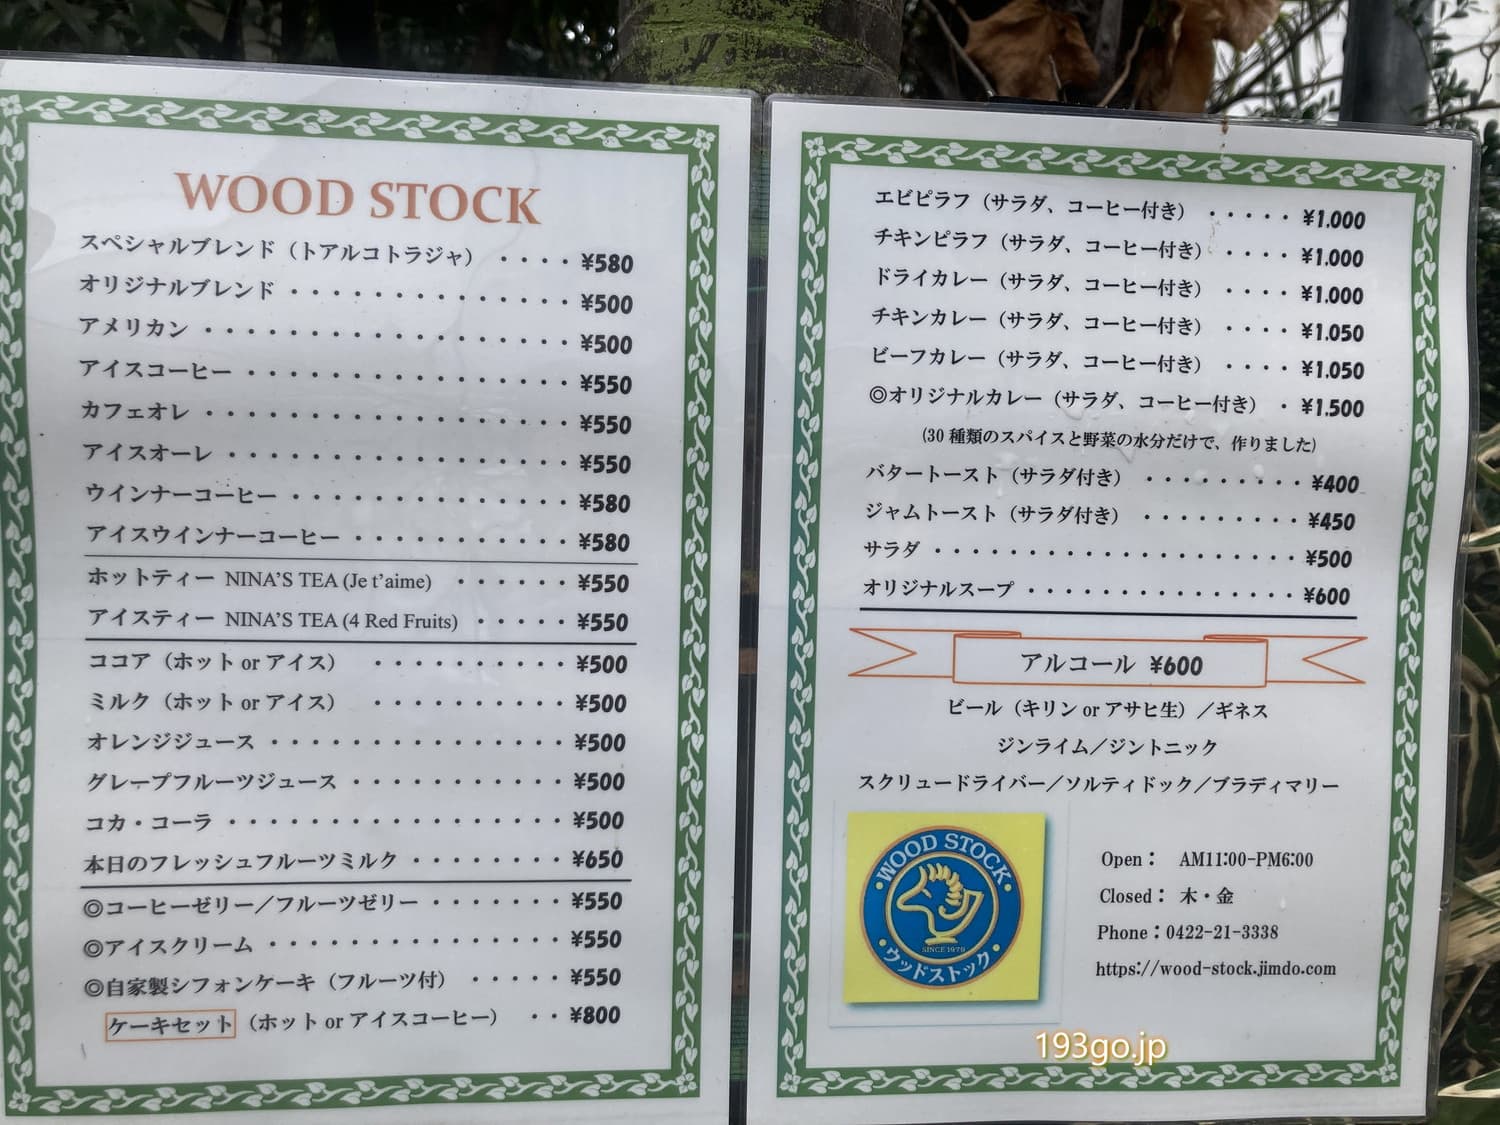 WOOD STOCK
スペシャルブレンド（トアルコトラジャ）・・・・¥580
オリジナルブレンド・・・・・・・・・・・・・・¥500
アメリカン・・・・・・・・・・・・・・・・・・¥500
アイスコーヒー・・・・・・・・・・・・・・・・¥550
カフェオレ・・・・・・・・・・・・・・・・・・¥550
アイスオーレ・・・・・・・・・・・・・・・・・¥550
ウインナーコーヒー・・・・・・・・・・・・・・¥580
アイスウインナーコーヒー・・・・・・・・・・・¥580
ホットティー NINA'S TEA (Je t'aime) ・・・・・・¥550
アイスティー NINA'S TEA (4 Red Fruits) ・・・・・¥550
ココア（ホット or アイス）・・・・・・・・・・¥500
ミルク（ホット or アイス）・・・・・・・・・・¥500
オレンジジュース・・・・・・・・・・・・・・・¥500
グレープフルーツジュース・・・・・・・・・・・¥500
コカ・コーラ・・・・・・・・・・・・・・・・・¥500
本日のフレッシュフルーツミルク・・・・・・・・¥650
◎コーヒーゼリー／フルーツゼリー・・・・・・・¥550
◎アイスクリーム・・・・・・・・・・・・・・・¥550
◎自家製シフォンケーキ（フルーツ付）・・・・・¥550
ケーキセット（ホット or アイスコーヒー）・・¥800
エビピラフ（サラダ、コーヒー付き）・・・・・¥1.000
チキンピラフ（サラダ、コーヒー付き）・・・・¥1.000
ドライカレー（サラダ、コーヒー付き）・・・・¥1.000
チキンカレー（サラダ、コーヒー付き）・・・・¥1.050
ビーフカレー（サラダ、コーヒー付き）・・・・¥1.050
◎オリジナルカレー（サラダ、コーヒー付き）・¥1.500
(30 種類のスパイスと野菜の水分だけで、作りました)
バタートースト（サラダ付き）・・・・・・・・・¥400
ジャムトースト（サラダ付き）・・・・・・・・・¥450
サラダ・・・・・・・・・・・・・・・・・・・・¥500
オリジナルスープ・・・・・・・・・・・・・・・¥600
アルコール ¥600
ビール（キリン or アサヒ生）／ギネス
ジンライム／ジントニック
スクリュードライバー／ソルティドック／ブラディマリー
・WOOD STOCK・
SINCE 1979
ウッドストック
Open： AM11:00-PM6:00
Closed： 木・金
Phone：0422-21-3338
https://wood-stock.jimdo.com
193go.jp